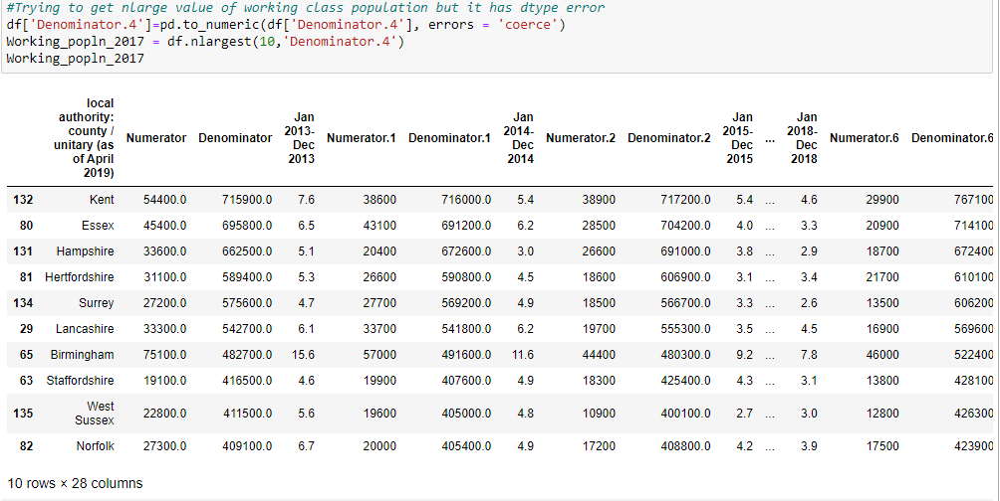 #Trying to get nlarge value of working class population but it has dtype error
df['Denominator.4']=pd.to_numeric(df['Denominator.4'], errors = 'coerce')
Working_popln_2017 = df.nlargest(10,'Denominator.4')
Working_popln_2017
local authority: county / unitary (as of April 2019) Numerator Denominator Jan 2013- Dec 2013 Numerator.1 Denominator.1 Jan 2014- Dec 2014 Numerator.2 Denominator.2 Jan 2015- Dec 2015 ... Jan 2018- Dec 2018 Numerator.6 Denominator.6
132 Kent 54400.0 715900.0 7.6 38600 716000.0 5.4 38900 717200.0 5.4 ... 4.6 29900 767100
80 Essex 45400.0 695800.0 6.5 43100 691200.0 6.2 28500 704200.0 4.0 ... 3.3 20900 714100
131 Hampshire 33600.0 662500.0 5.1 20400 672600.0 3.0 26600 691000.0 3.8 ... 2.9 18700 672400
81 Hertfordshire 31100.0 589400.0 5.3 26600 590800.0 4.5 18600 606900.0 3.1 ... 3.4 21700 610100
134 Surrey 27200.0 575600.0 4.7 27700 569200.0 4.9 18500 566700.0 3.3 ... 2.6 13500 606200
29 Lancashire 33300.0 542700.0 6.1 33700 541800.0 6.2 19700 555300.0 3.5 ... 4.5 16900 569600
65 Birmingham 75100.0 482700.0 15.6 57000 491600.0 11.6 44400 480300.0 9.2 ... 7.8 46000 522400
63 Staffordshire 19100.0 416500.0 4.6 19900 407600.0 4.9 18300 425400.0 4.3 ... 3.1 13800 428100
135 West Sussex 22800.0 411500.0 5.6 19600 405000.0 4.8 10900 400100.0 2.7 ... 3.0 12800 426300
82 Norfolk 27300.0 409100.0 6.7 20000 405400.0 4.9 17200 408800.0 4.2 ... 3.9 17500 423900
10 rows × 28 columns